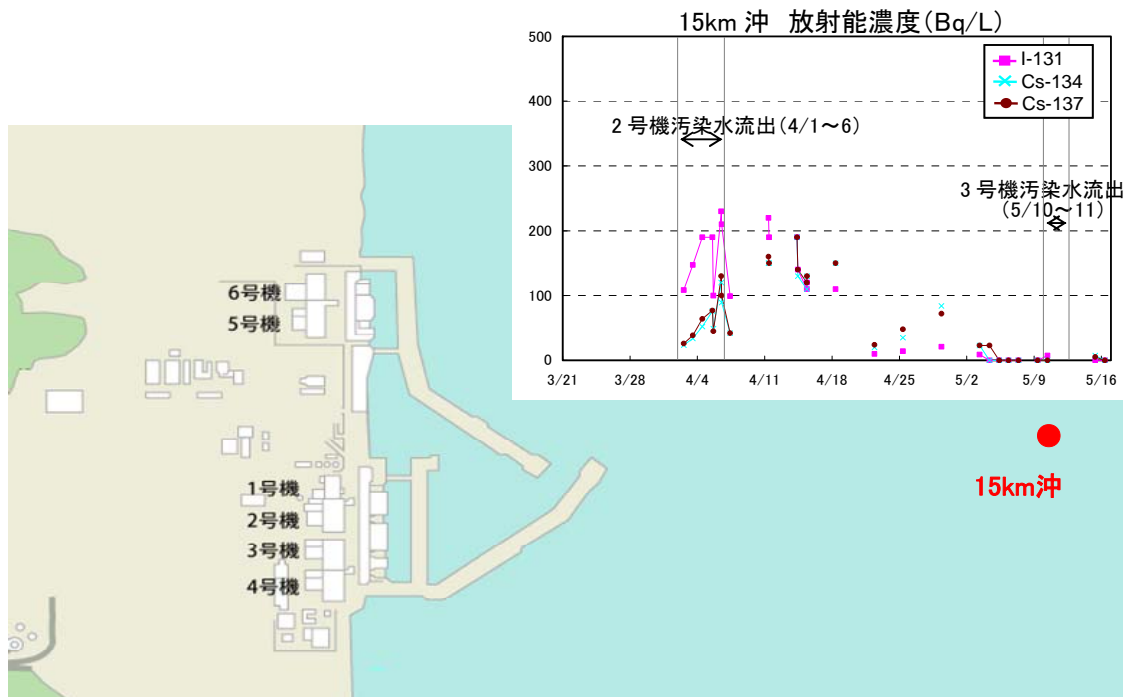 15km 沖 放射能濃度(Bq/L)
500
400
300
200
100
0
I-131
Cs-134
Cs-137
2 号機汚染水流出(4/1~6)
3 号機汚染水流出
(5/10~11)
3/21 3/28 4/4 4/11 4/18 4/25 5/2 5/9 5/16
6号機
5号機
15km沖
1号機
2号機
3号機
4号機